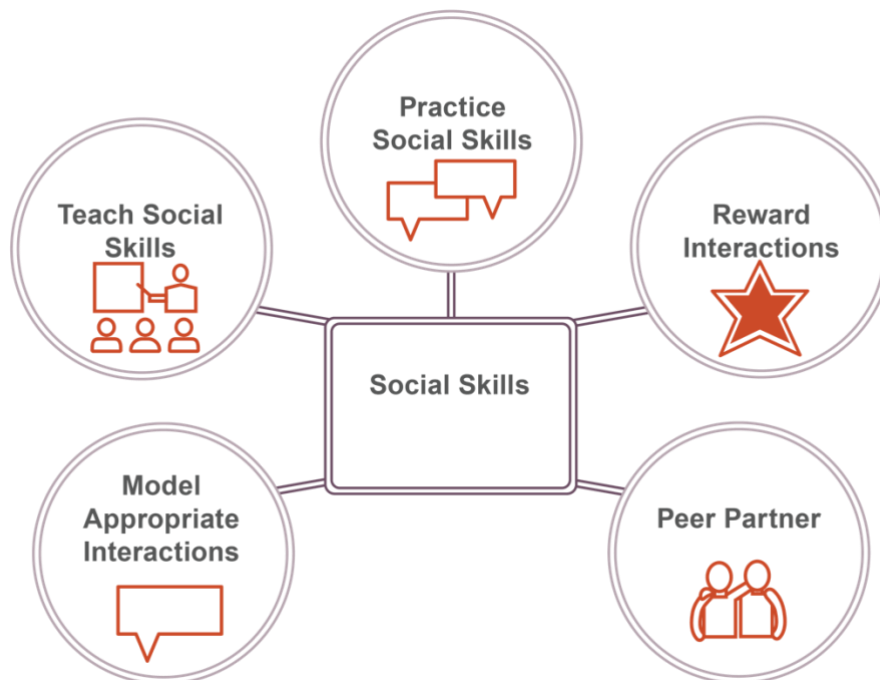 Practice
Social Skills
Teach Social
Skills
Reward
Interactions
Social Skills
Model
Appropriate
Interactions
Peer Partner